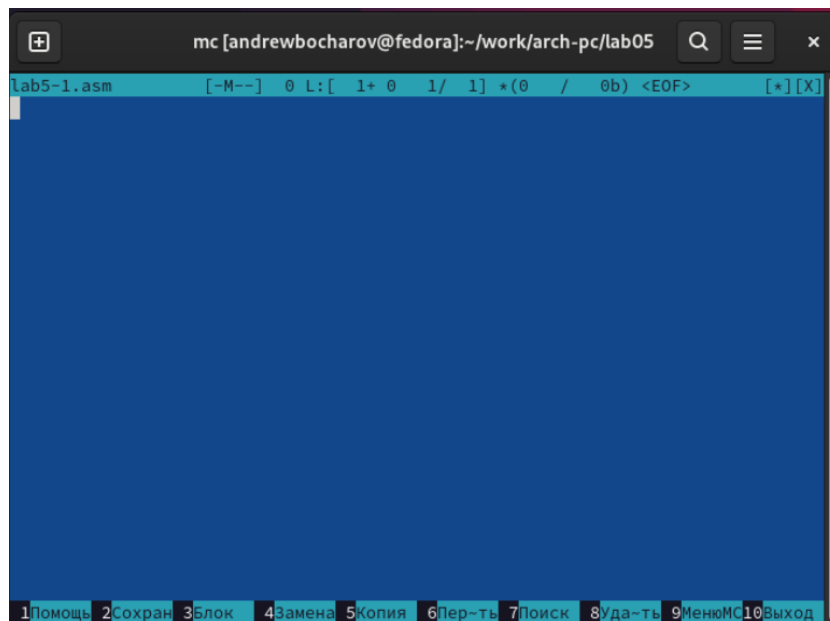 mc [andrewbocharov@fedora]:~/work/arch-pc/lab05
lab5-1.asm [-M--] 0 L:[ 1+ 0 1/ 1] *(0 / 0b) <EOF> [*][X]
1Помощь 2Сохран 3Блок 4Замена 5Копия 6Пер~ть 7Поиск 8Уда~ть 9МенюMC 10Выход